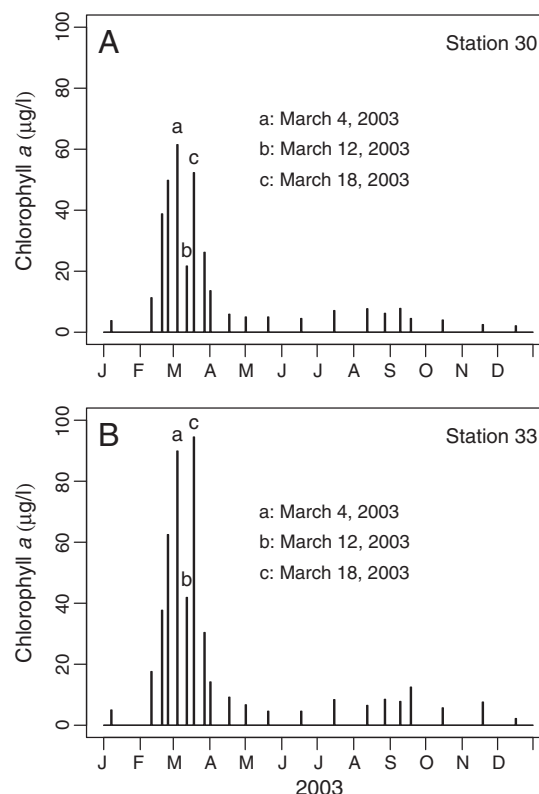 A
Station 30
Chlorophyll a (µg/l)
100
80
60
40
20
0
a
b
c
a: March 4, 2003
b: March 12, 2003
c: March 18, 2003
J F M A M J J A S O N D
B
Station 33
Chlorophyll a (µg/l)
100
80
60
40
20
0
a
b
c
a: March 4, 2003
b: March 12, 2003
c: March 18, 2003
J F M A M J J A S O N D
2003